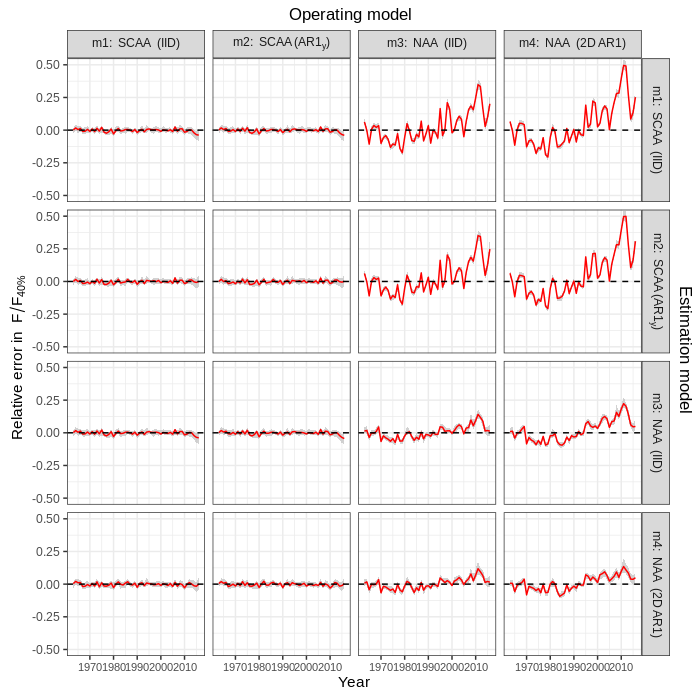 Operating model
m1: SCAA (IID)
m2: SCAA (AR1y)
m3: NAA (IID)
m4: NAA (2D AR1)
0.50
0.25
0.00
-0.25
-0.50
m1: SCAA (IID)
0.50
0.25
0.00
-0.25
-0.50
m2: SCAA (AR1y)
0.50
0.25
0.00
-0.25
-0.50
m3: NAA (IID)
0.50
0.25
0.00
-0.25
-0.50
m4: NAA (2D AR1)
Relative error in F/F40%
Estimation model
1970 1980 1990 2000 2010
1970 1980 1990 2000 2010
1970 1980 1990 2000 2010
1970 1980 1990 2000 2010
Year